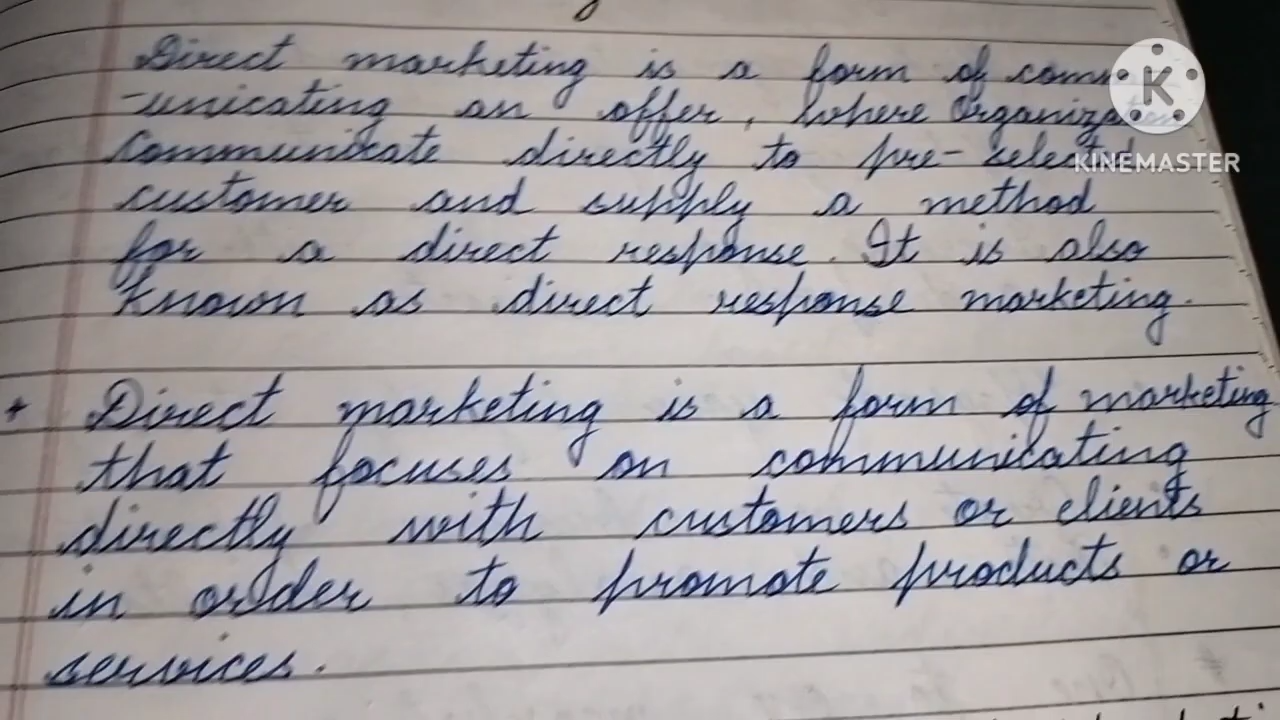 Direct marketing is a form of comm
-unicating an offer, where Organization
Communicate directly to pre-selected
customer and supply a method
for a direct response. It is also
known as direct response marketing.
* Direct marketing is a form of marketing
that focuses on communicating
directly with customers or clients
in order to promote products or
services.
K
KINEMASTER